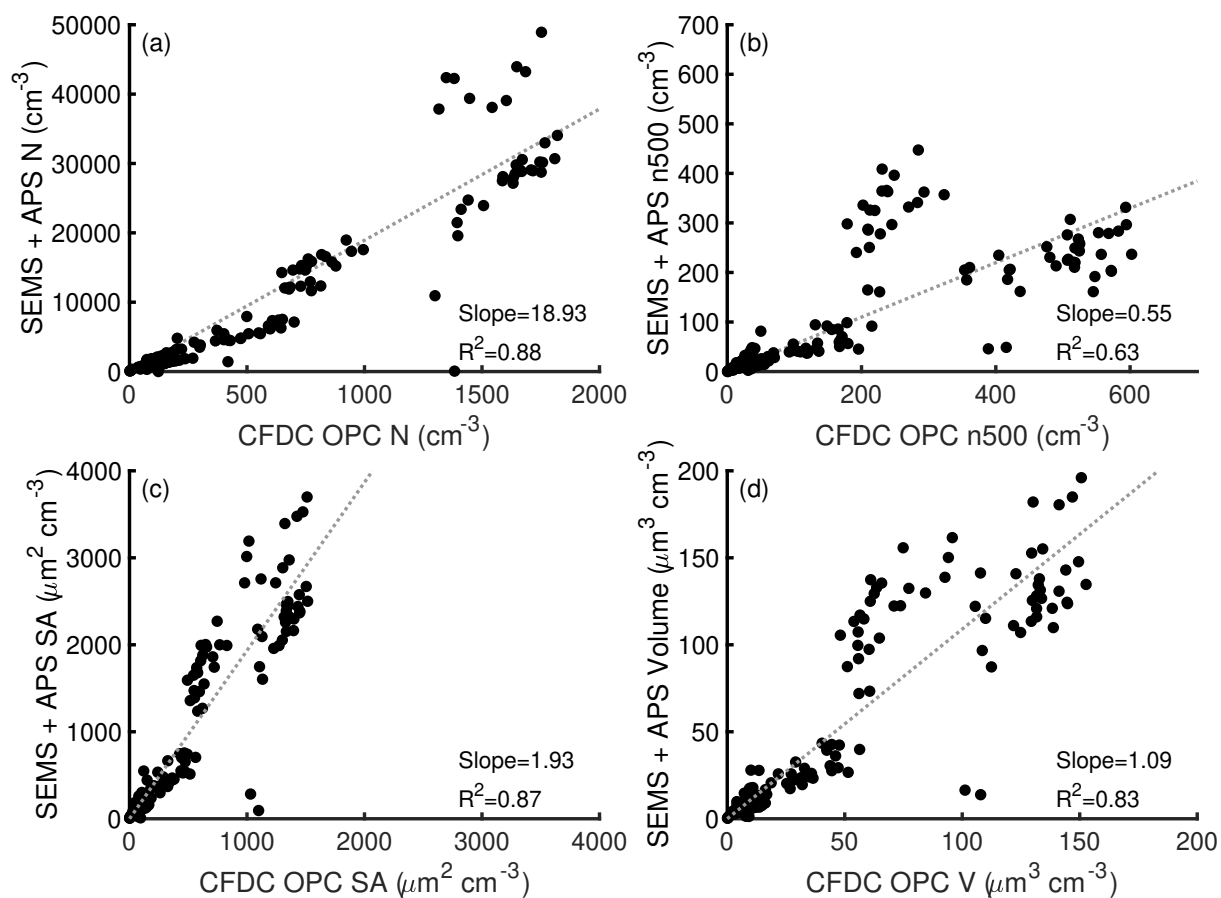 (a)
SEMS + APS N (cm-3)
50000
40000
30000
20000
10000
0
Slope=18.93
R2=0.88
0 500 1000 1500 2000
CFDC OPC N (cm-3)
(b)
SEMS + APS n500 (cm-3)
700
600
500
400
300
200
100
0
Slope=0.55
R2=0.63
0 200 400 600
CFDC OPC n500 (cm-3)
(c)
SEMS + APS SA (μm2 cm-3)
4000
3000
2000
1000
0
Slope=1.93
R2=0.87
0 1000 2000 3000 4000
CFDC OPC SA (μm2 cm-3)
(d)
SEMS + APS Volume (μm3 cm-3)
200
150
100
50
0
Slope=1.09
R2=0.83
0 50 100 150 200
CFDC OPC V (μm3 cm-3)